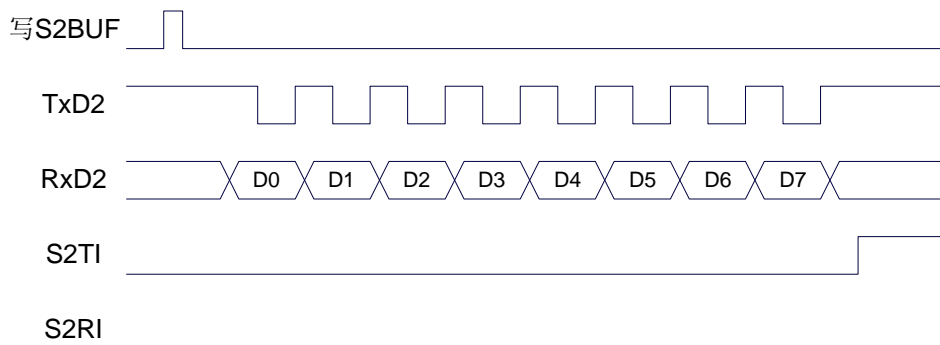 写S2BUF
TxD2
RxD2 D0 D1 D2 D3 D4 D5 D6 D7
S2TI
S2RI